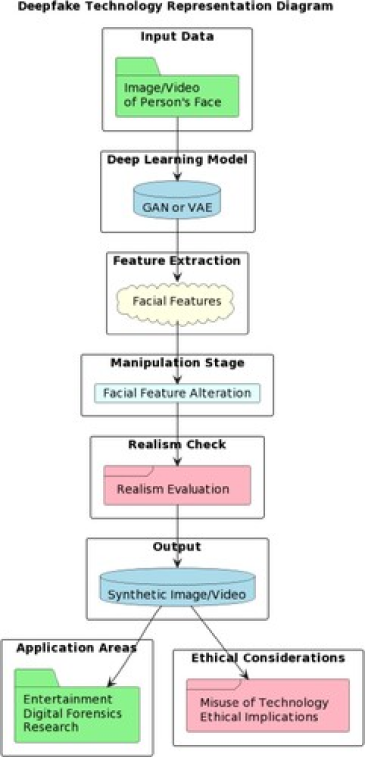 Deepfake Technology Representation Diagram
Input Data
Image/Video
of Person's Face
Deep Learning Model
GAN or VAE
Feature Extraction
Facial Features
Manipulation Stage
Facial Feature Alteration
Realism Check
Realism Evaluation
Output
Synthetic Image/Video
Application Areas
Entertainment
Digital Forensics
Research
Ethical Considerations
Misuse of Technology
Ethical Implications